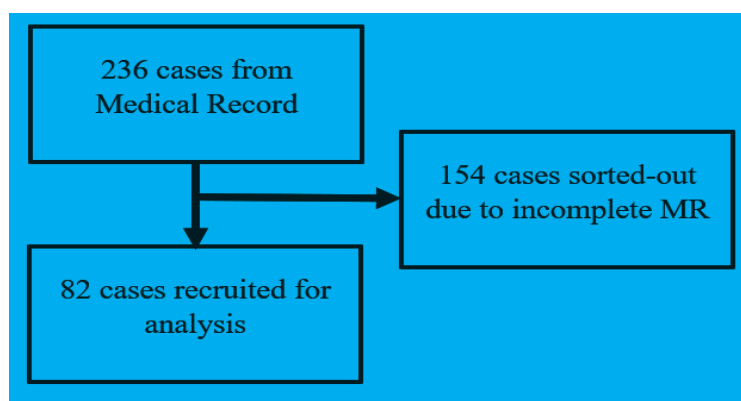 236 cases from
Medical Record
154 cases sorted-out
due to incomplete MR
82 cases recruited for
analysis